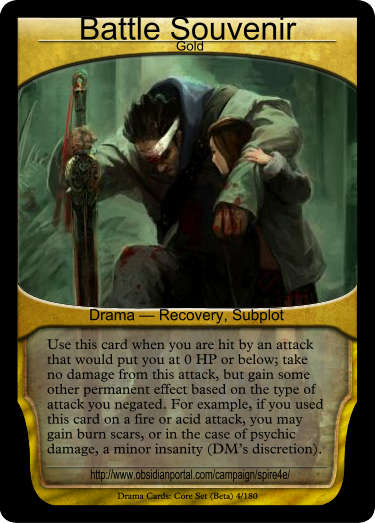 Battle Souvenir
Gold
Drama — Recovery, Subplot
Use this card when you are hit by an attack
that would put you at 0 HP or below; take
no damage from this attack, but gain some
other permanent effect based on the type of
attack you negated. For example, if you used
this card on a fire or acid attack, you may
gain burn scars, or in the case of psychic
damage, a minor insanity (DM's discretion).
http://www.obsidianportal.com/campaign/spire4e/
Drama Cards: Core Set (Beta) 4/180